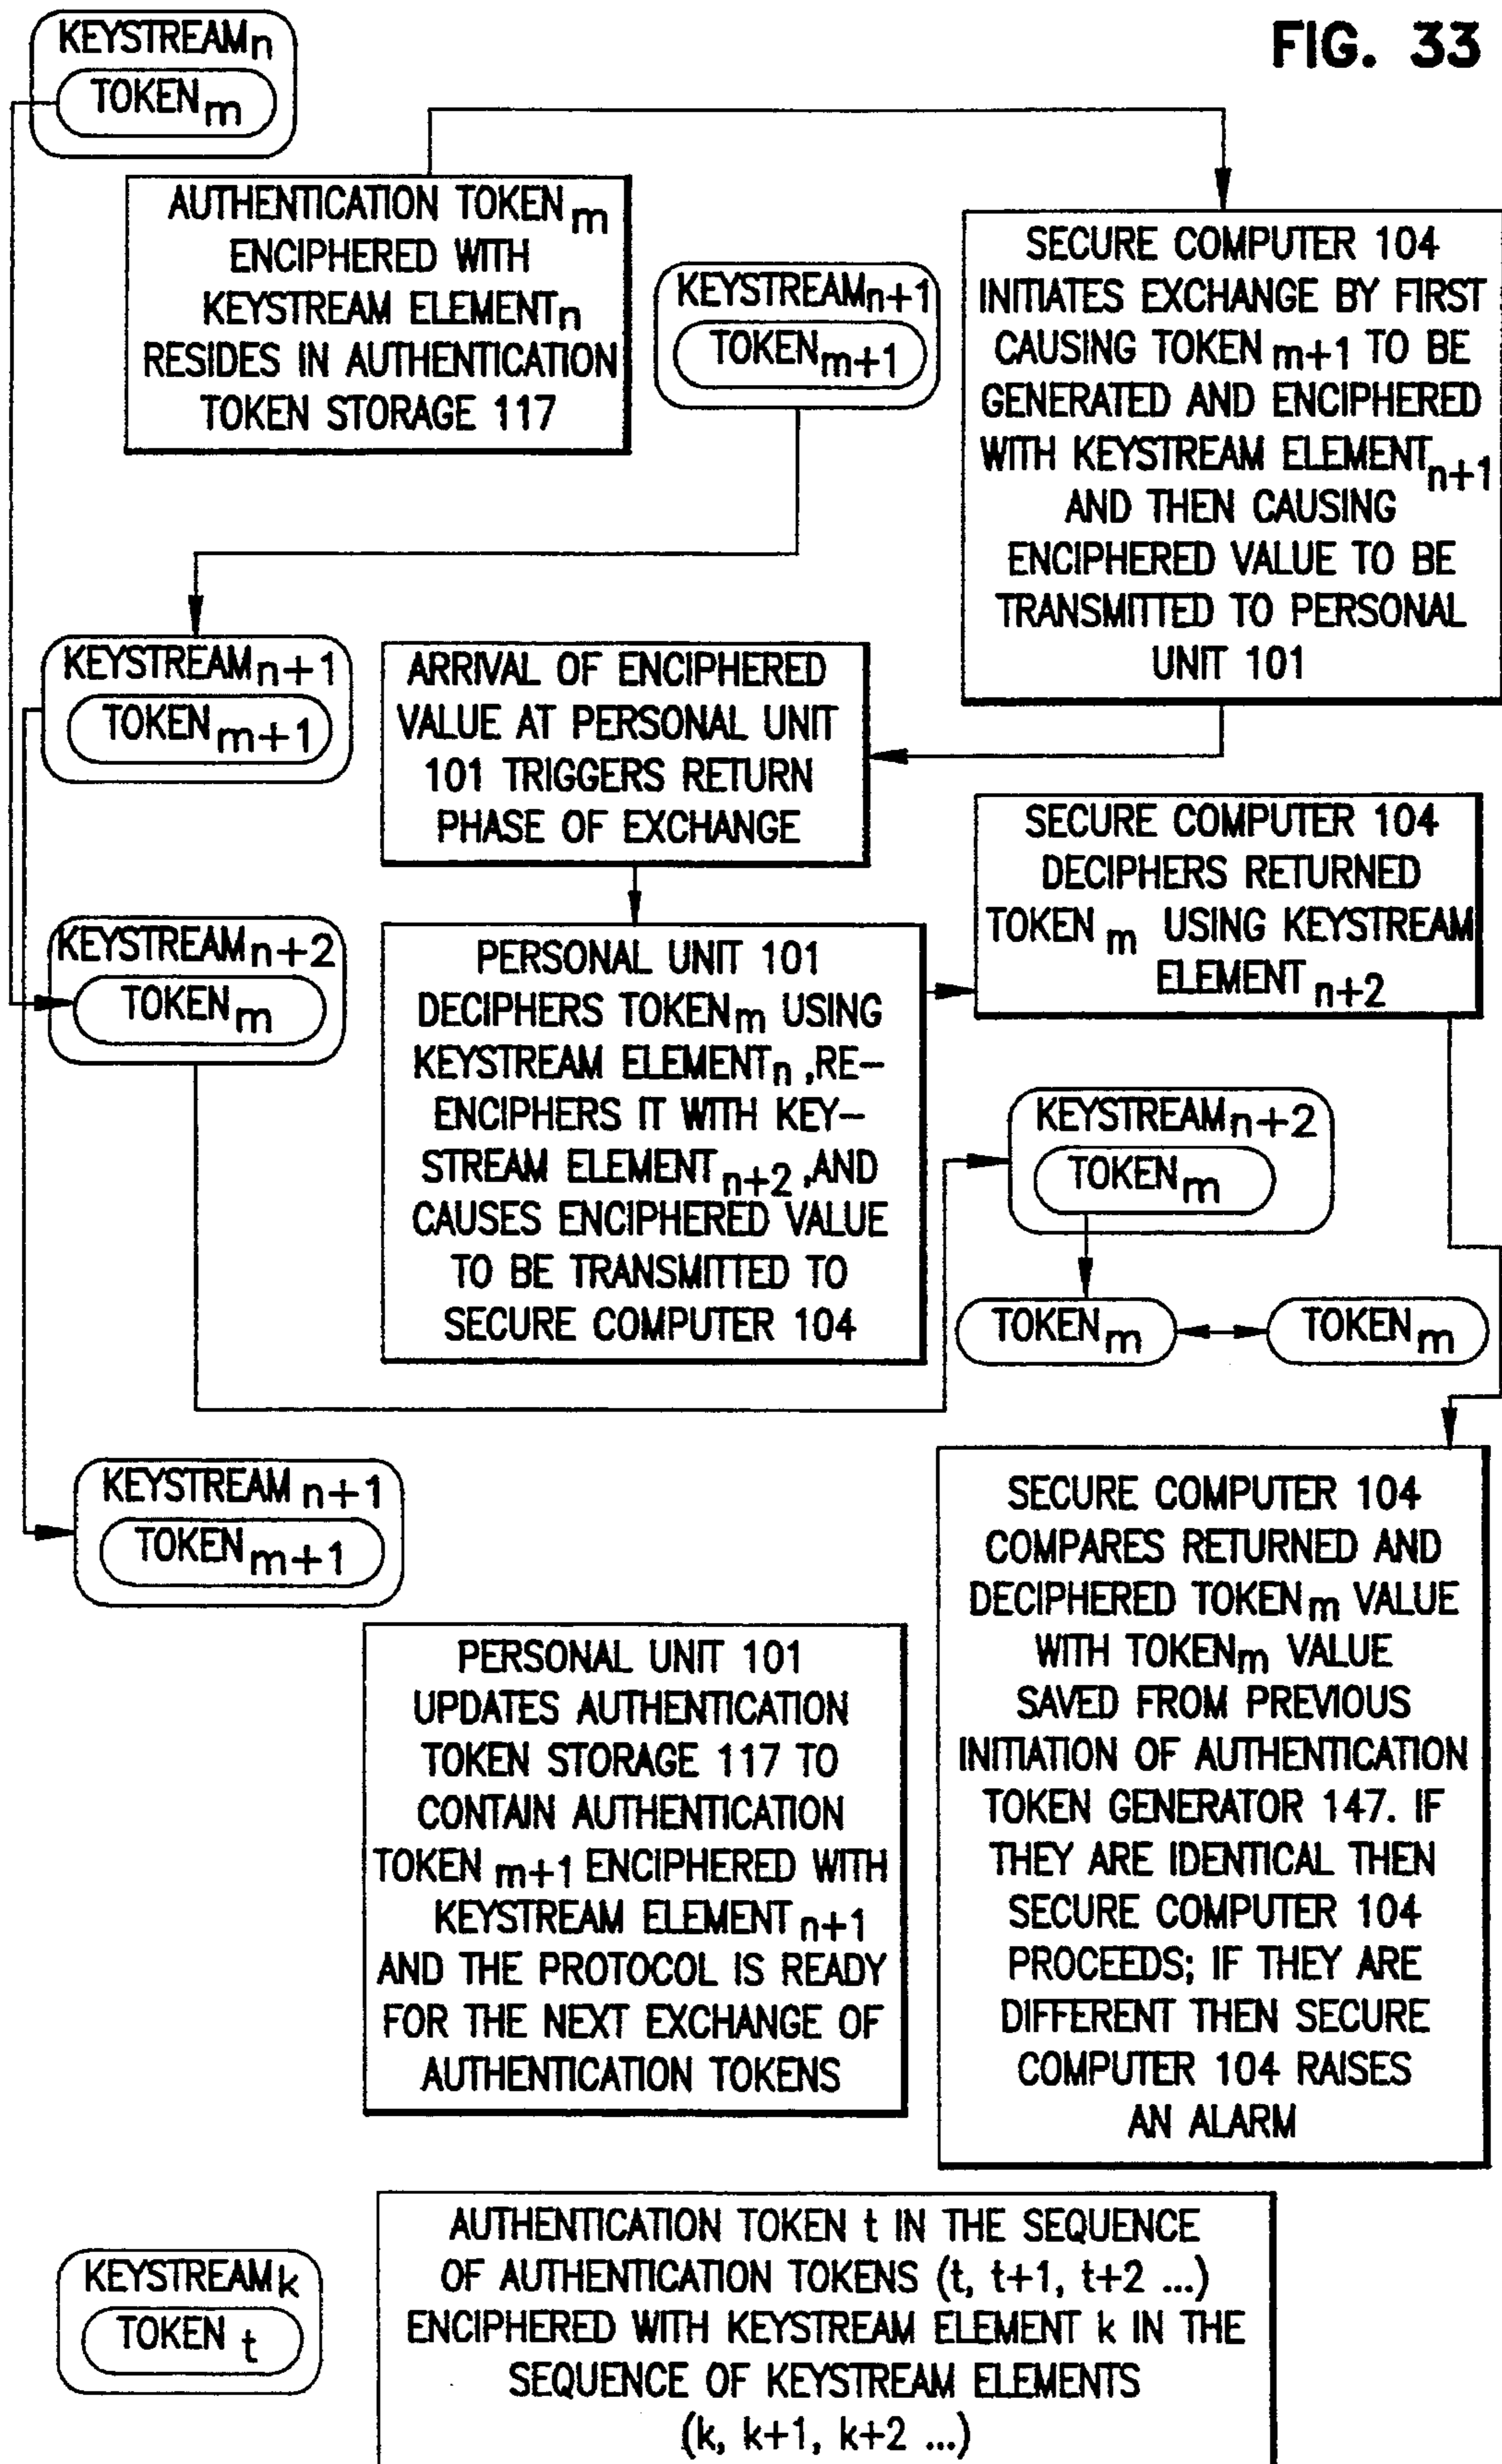 FIG. 33
KEYSTREAMn
TOKENm
AUTHENTICATION TOKENm
ENCIPHERED WITH
KEYSTREAM ELEMENTn
RESIDES IN AUTHENTICATION
TOKEN STORAGE 117
KEYSTREAMn+1
TOKENm+1
SECURE COMPUTER 104
INITIATES EXCHANGE BY FIRST
CAUSING TOKEN m+1 TO BE
GENERATED AND ENCIPHERED
WITH KEYSTREAM ELEMENTn+1
AND THEN CAUSING
ENCIPHERED VALUE TO BE
TRANSMITTED TO PERSONAL
UNIT 101
KEYSTREAMn+1
TOKENm+1
ARRIVAL OF ENCIPHERED
VALUE AT PERSONAL UNIT
101 TRIGGERS RETURN
PHASE OF EXCHANGE
SECURE COMPUTER 104
DECIPHERS RETURNED
TOKEN m USING KEYSTREAM
ELEMENT n+2
KEYSTREAMn+2
TOKENm
PERSONAL UNIT 101
DECIPHERS TOKENm USING
KEYSTREAM ELEMENTn ,RE-
ENCIPHERS IT WITH KEY-
STREAM ELEMENTn+2 ,AND
CAUSES ENCIPHERED VALUE
TO BE TRANSMITTED TO
SECURE COMPUTER 104
KEYSTREAMn+2
TOKENm
TOKENm
TOKENm
KEYSTREAM n+1
TOKENm+1
SECURE COMPUTER 104
COMPARES RETURNED AND
DECIPHERED TOKENm VALUE
WITH TOKENm VALUE
SAVED FROM PREVIOUS
INITIATION OF AUTHENTICATION
TOKEN GENERATOR 147. IF
THEY ARE IDENTICAL THEN
SECURE COMPUTER 104
PROCEEDS; IF THEY ARE
DIFFERENT THEN SECURE
COMPUTER 104 RAISES
AN ALARM
PERSONAL UNIT 101
UPDATES AUTHENTICATION
TOKEN STORAGE 117 TO
CONTAIN AUTHENTICATION
TOKEN m+1 ENCIPHERED WITH
KEYSTREAM ELEMENT n+1
AND THE PROTOCOL IS READY
FOR THE NEXT EXCHANGE OF
AUTHENTICATION TOKENS
KEYSTREAMk
TOKEN t
AUTHENTICATION TOKEN t IN THE SEQUENCE
OF AUTHENTICATION TOKENS (t, t+1, t+2 ...)
ENCIPHERED WITH KEYSTREAM ELEMENT k IN THE
SEQUENCE OF KEYSTREAM ELEMENTS
(k, k+1, k+2 ...)